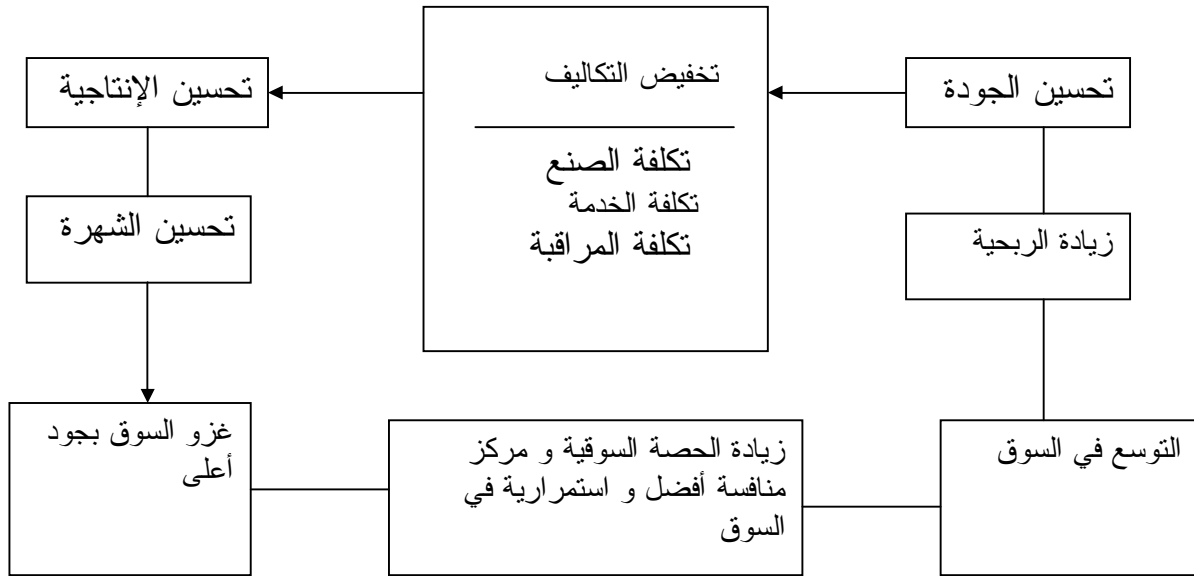 تحسين الجودة
تخفيض التكاليف
تكلفة الصنع
تكلفة الخدمة
تكلفة المراقبة
تحسين الإنتاجية
تحسين الشهرة
زيادة الربحية
غزو السوق بجود
أعلى
زيادة الحصة السوقية و مركز
منافسة أفضل و استمرارية في
السوق
التوسع في السوق